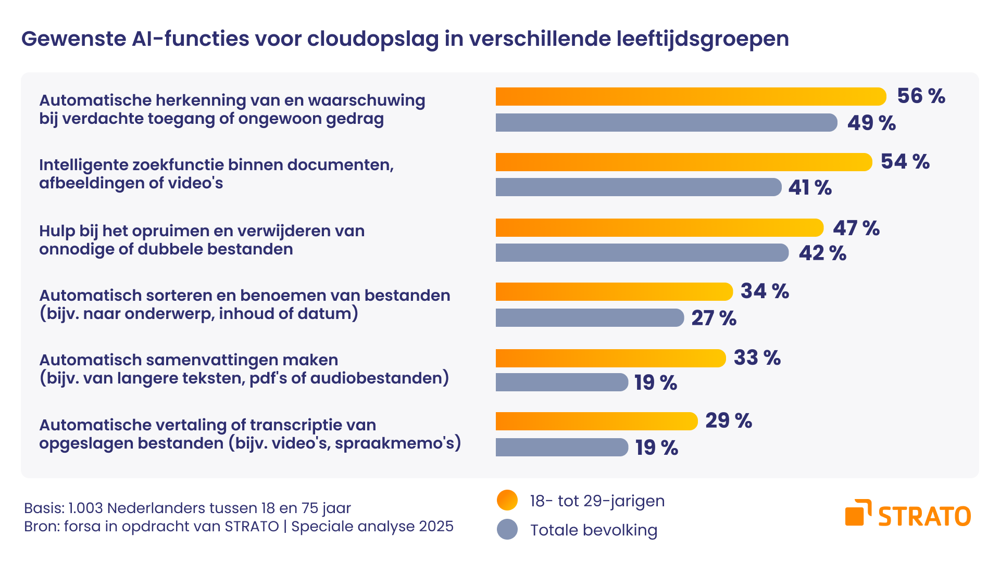 Gewenste AI-functies voor cloudopslag in verschillende leeftijdsgroepen
Automatische herkenning van en waarschuwing
bij verdachte toegang of ongewoon gedrag
56 %
49 %
Intelligente zoekfunctie binnen documenten,
afbeeldingen of video's
54 %
41 %
Hulp bij het opruimen en verwijderen van
onnodige of dubbele bestanden
47 %
42 %
Automatisch sorteren en benoemen van bestanden
(bijv. naar onderwerp, inhoud of datum)
34 %
27 %
Automatisch samenvattingen maken
(bijv. van langere teksten, pdf's of audiobestanden)
33 %
19 %
Automatische vertaling of transcriptie van
opgeslagen bestanden (bijv. video's, spraakmemo's)
29 %
19 %
Basis: 1.003 Nederlanders tussen 18 en 75 jaar
Bron: forsa in opdracht van STRATO | Speciale analyse 2025
18- tot 29-jarigen
Totale bevolking
STRATO